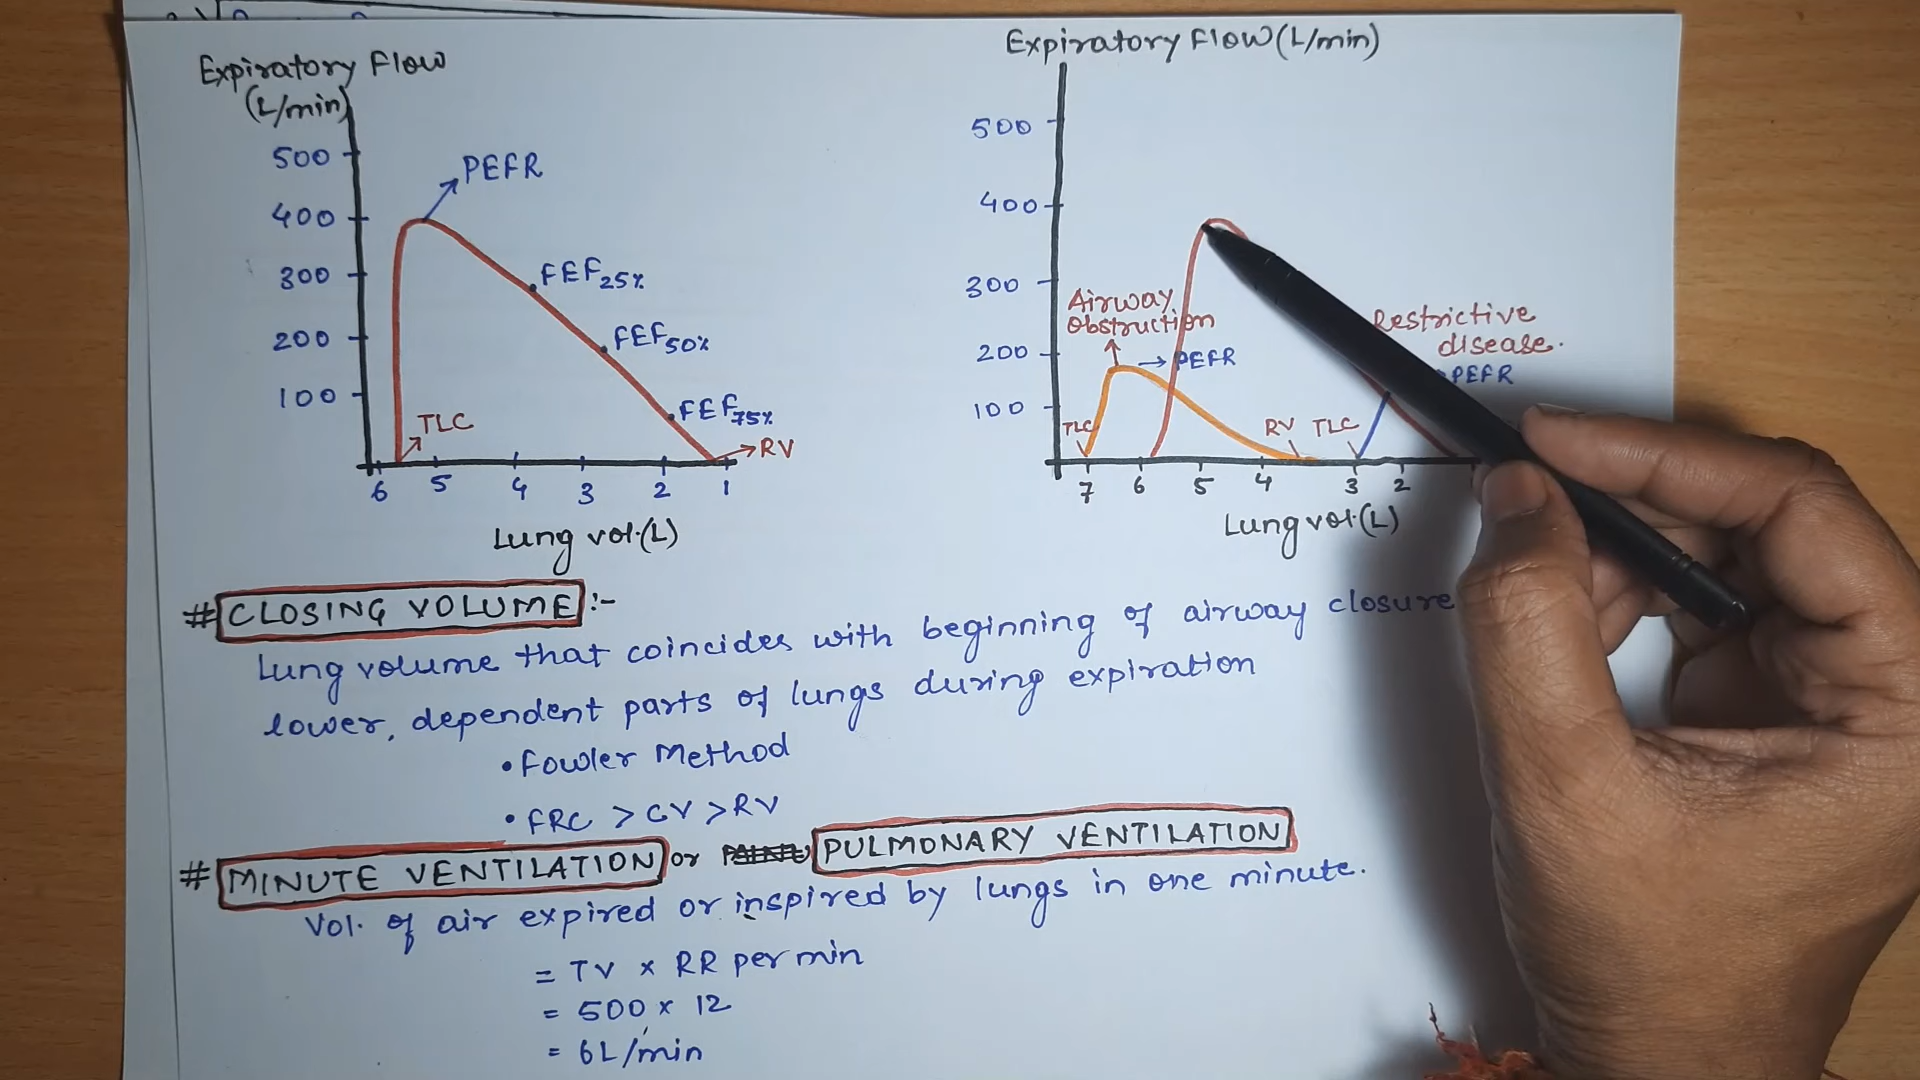 Expiratory Flow
(L/min)
500
400
300
200
100
PEFR
FEF25%
FEF50%
FEF75%
TLC
RV
6 5 4 3 2 1
Lung vol.(L)
Expiratory Flow (L/min)
500
400
300
200
100
Airway
obstruction
→ PEFR
Restrictive
disease.
PEFR
TLC
RV
TLC
7 6 5 4 3 2
Lung vol.(L)
# CLOSING VOLUME :-
Lung volume that coincides with beginning of airway closure
lower, dependent parts of lungs during expiration
• Fowler Method
• FRC > CV > RV
# MINUTE VENTILATION or PULMONARY VENTILATION
Vol. of air expired or inspired by lungs in one minute.
= TV × RR per min
= 500 × 12
= 6L/min